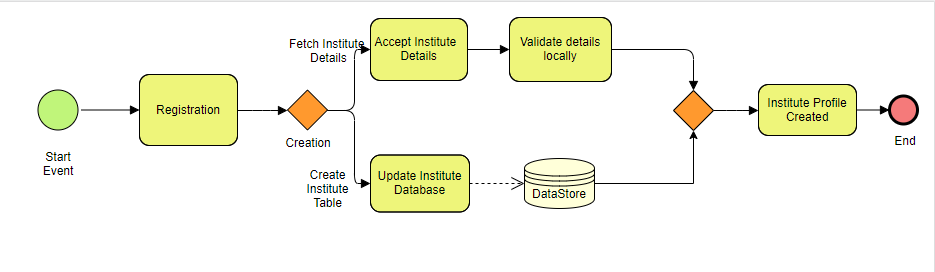 Fetch Institute
Details
Accept Institute
Details
Validate details
locally
Registration
Institute Profile
Created
Creation
End
Start
Event
Create
Institute
Table
Update Institute
Database
DataStore